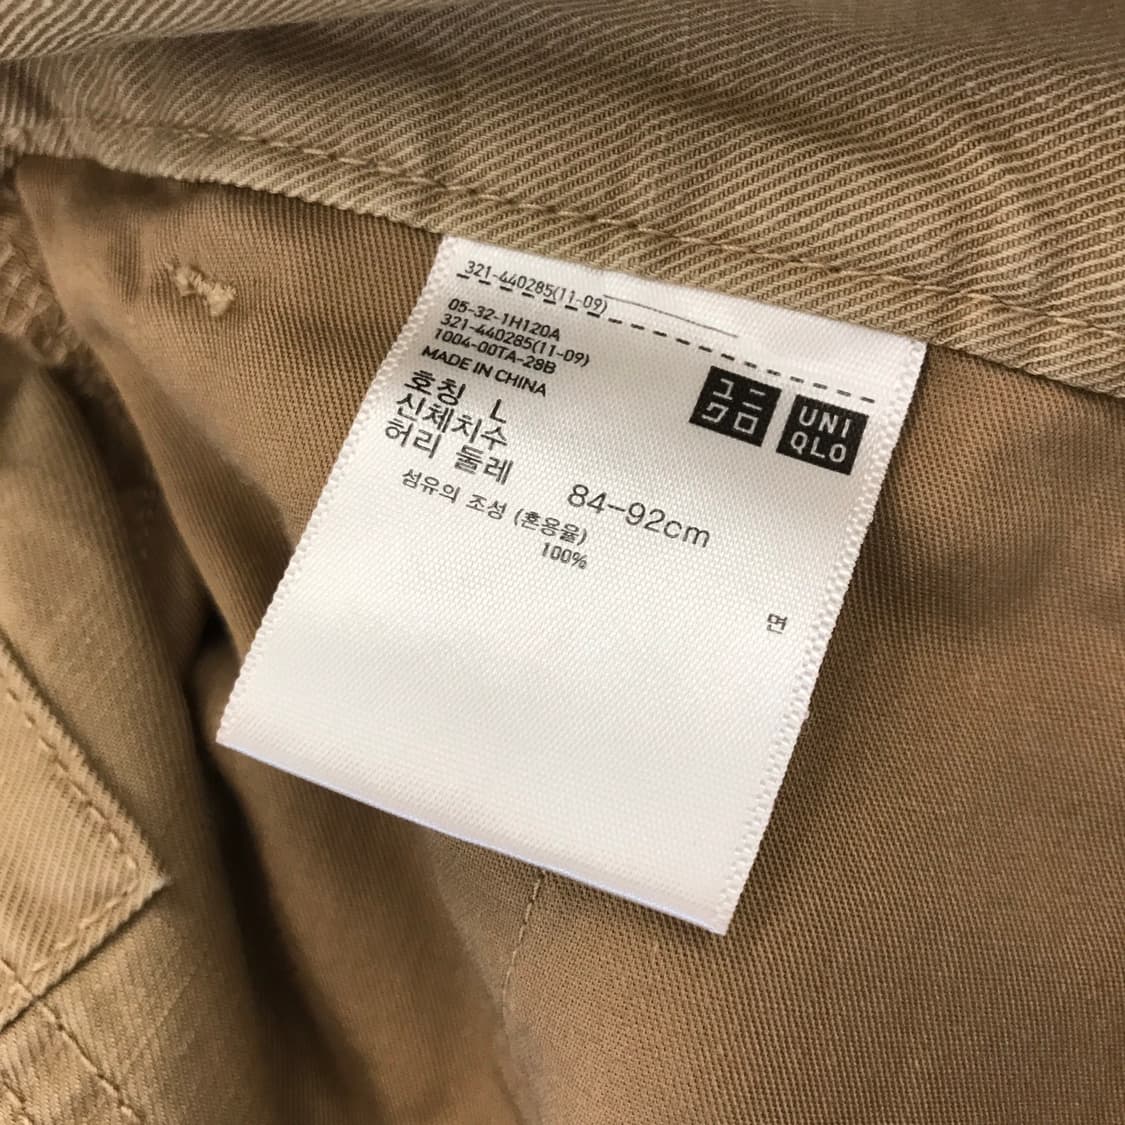 321-440285(11-09)
05-32-1H120A
321-440285(11-09)
1004-00TA-28B
MADE IN CHINA
ユニ
クロ
UNI
QLO
호칭 L
신체치수
허리 둘레 84-92cm
섬유의 조성 (혼용율)
100%
면